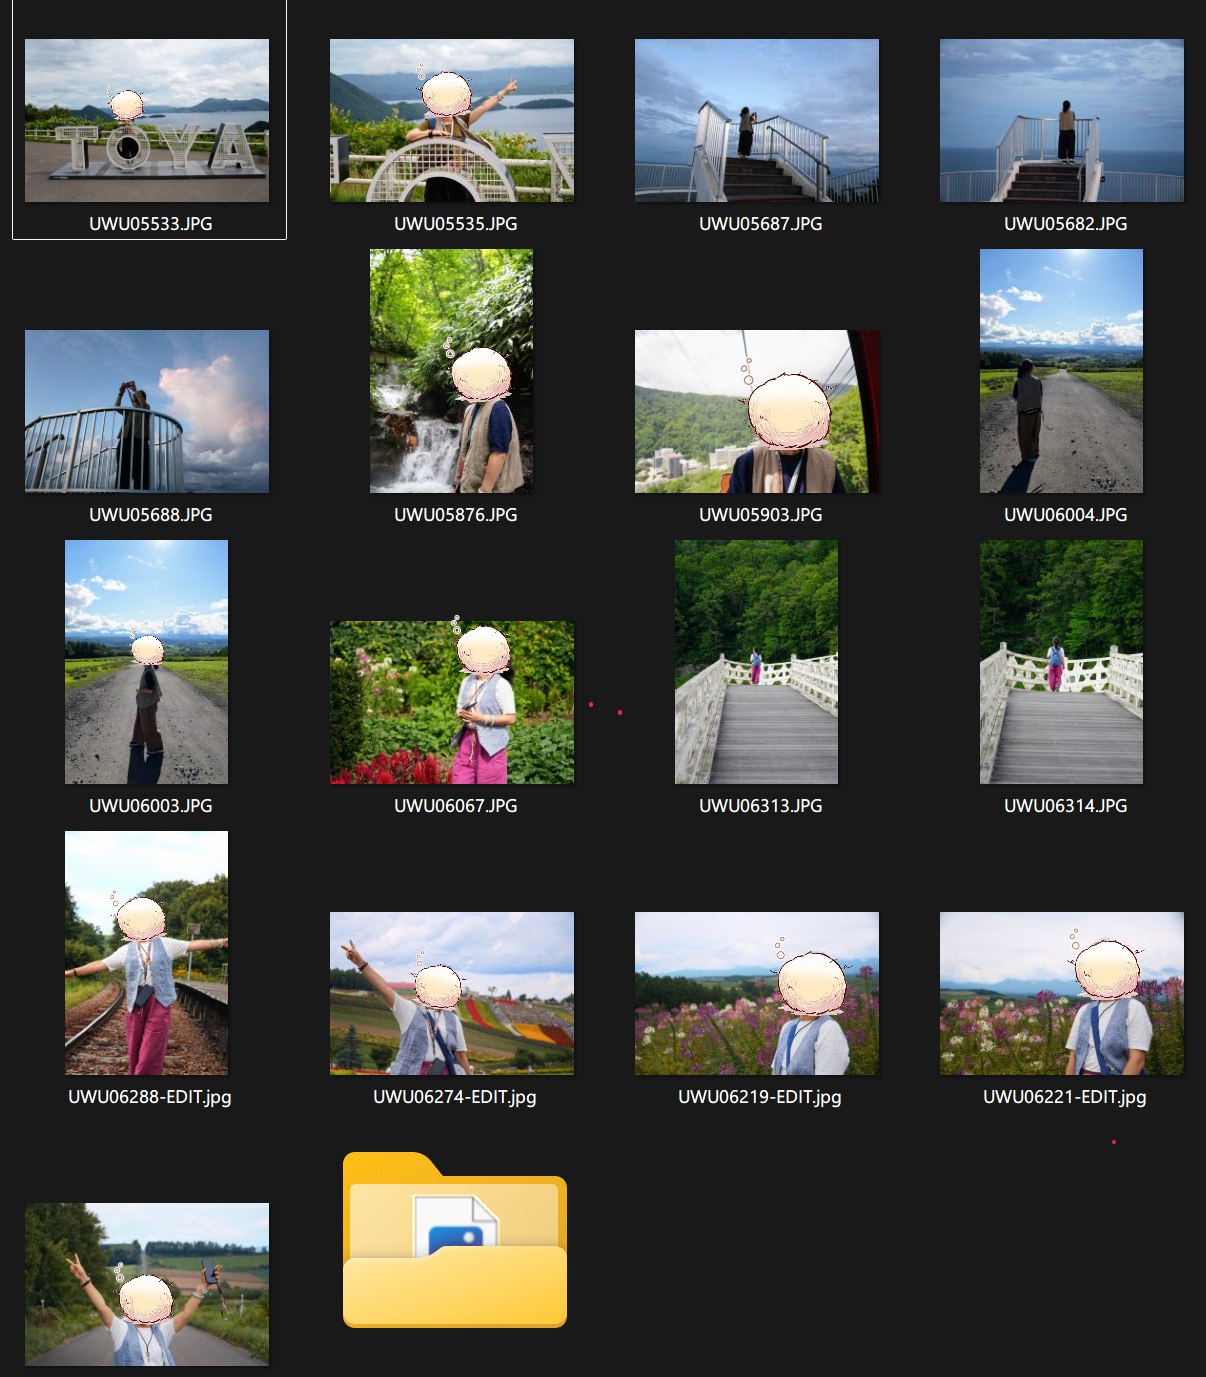 TOYA
UWU05533.JPG
UWU05535.JPG
UWU05687.JPG
UWU05682.JPG
UWU05688.JPG
UWU05876.JPG
UWU05903.JPG
UWU06004.JPG
UWU06003.JPG
UWU06067.JPG
UWU06313.JPG
UWU06314.JPG
UWU06288-EDIT.jpg
UWU06274-EDIT.jpg
UWU06219-EDIT.jpg
UWU06221-EDIT.jpg